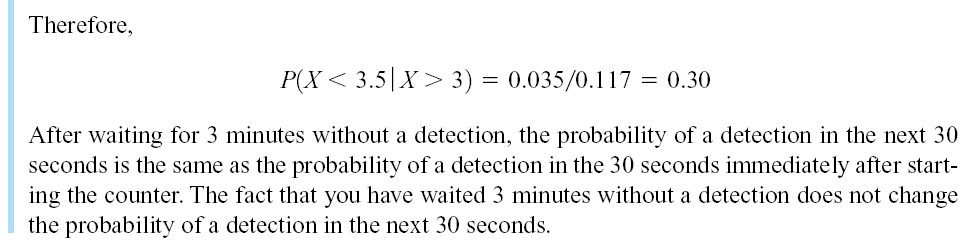 Therefore,
P(X < 3.5|X > 3) = 0.035/0.117 = 0.30
After waiting for 3 minutes without a detection, the probability of a detection in the next 30
seconds is the same as the probability of a detection in the 30 seconds immediately after start-
ing the counter. The fact that you have waited 3 minutes without a detection does not change
the probability of a detection in the next 30 seconds.